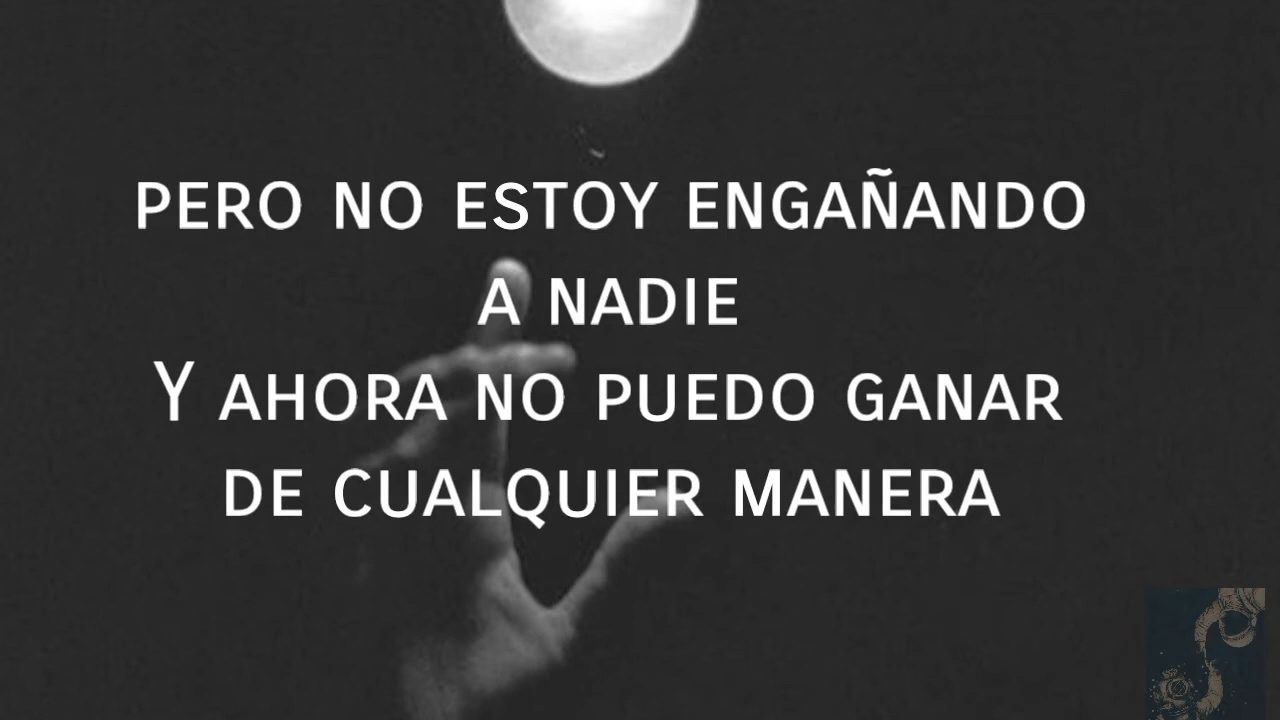 PERO NO ESTOY ENGAÑANDO
A NADIE
Y AHORA NO PUEDO GANAR
DE CUALQUIER MANERA